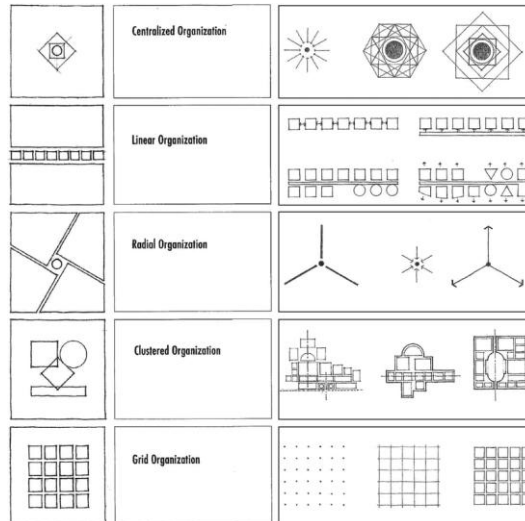 Centralized Organization
Linear Organization
Radial Organization
Clustered Organization
Grid Organization